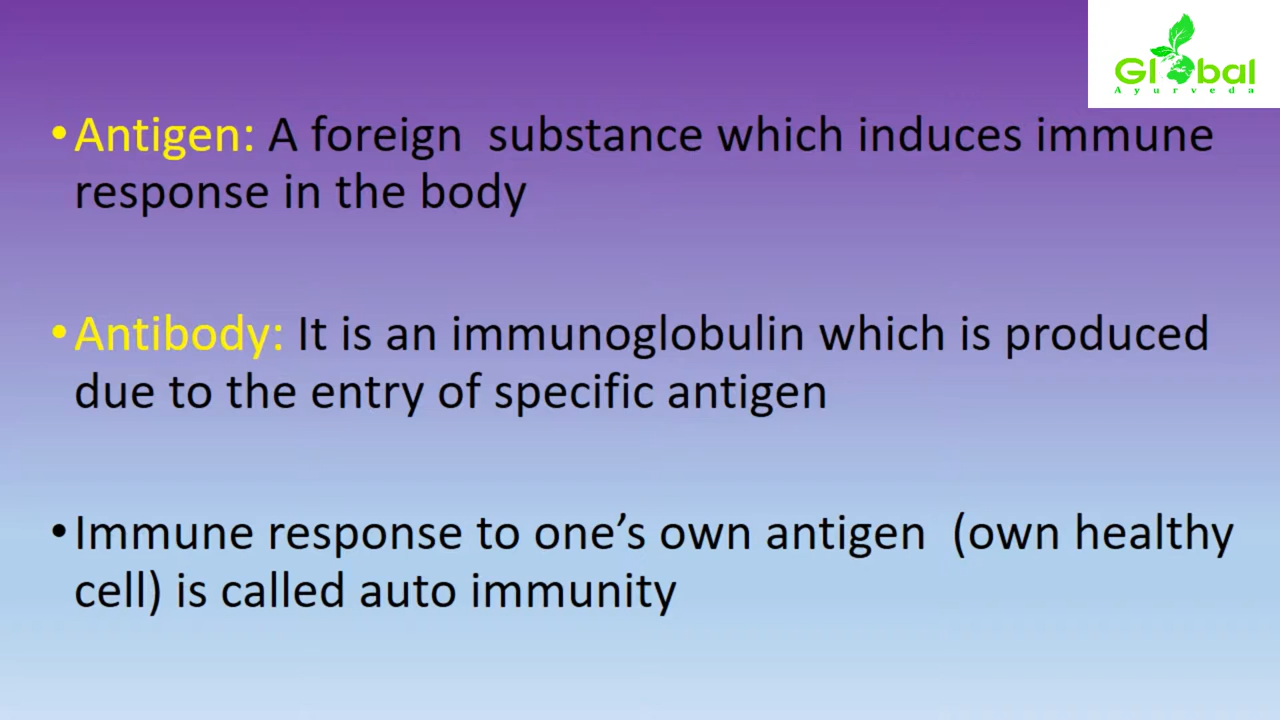 Global
Ayurveda
•Antigen: A foreign  substance which induces immune
response in the body
•Antibody: It is an immunoglobulin which is produced
due to the entry of specific antigen
•Immune response to one’s own antigen  (own healthy
cell) is called auto immunity